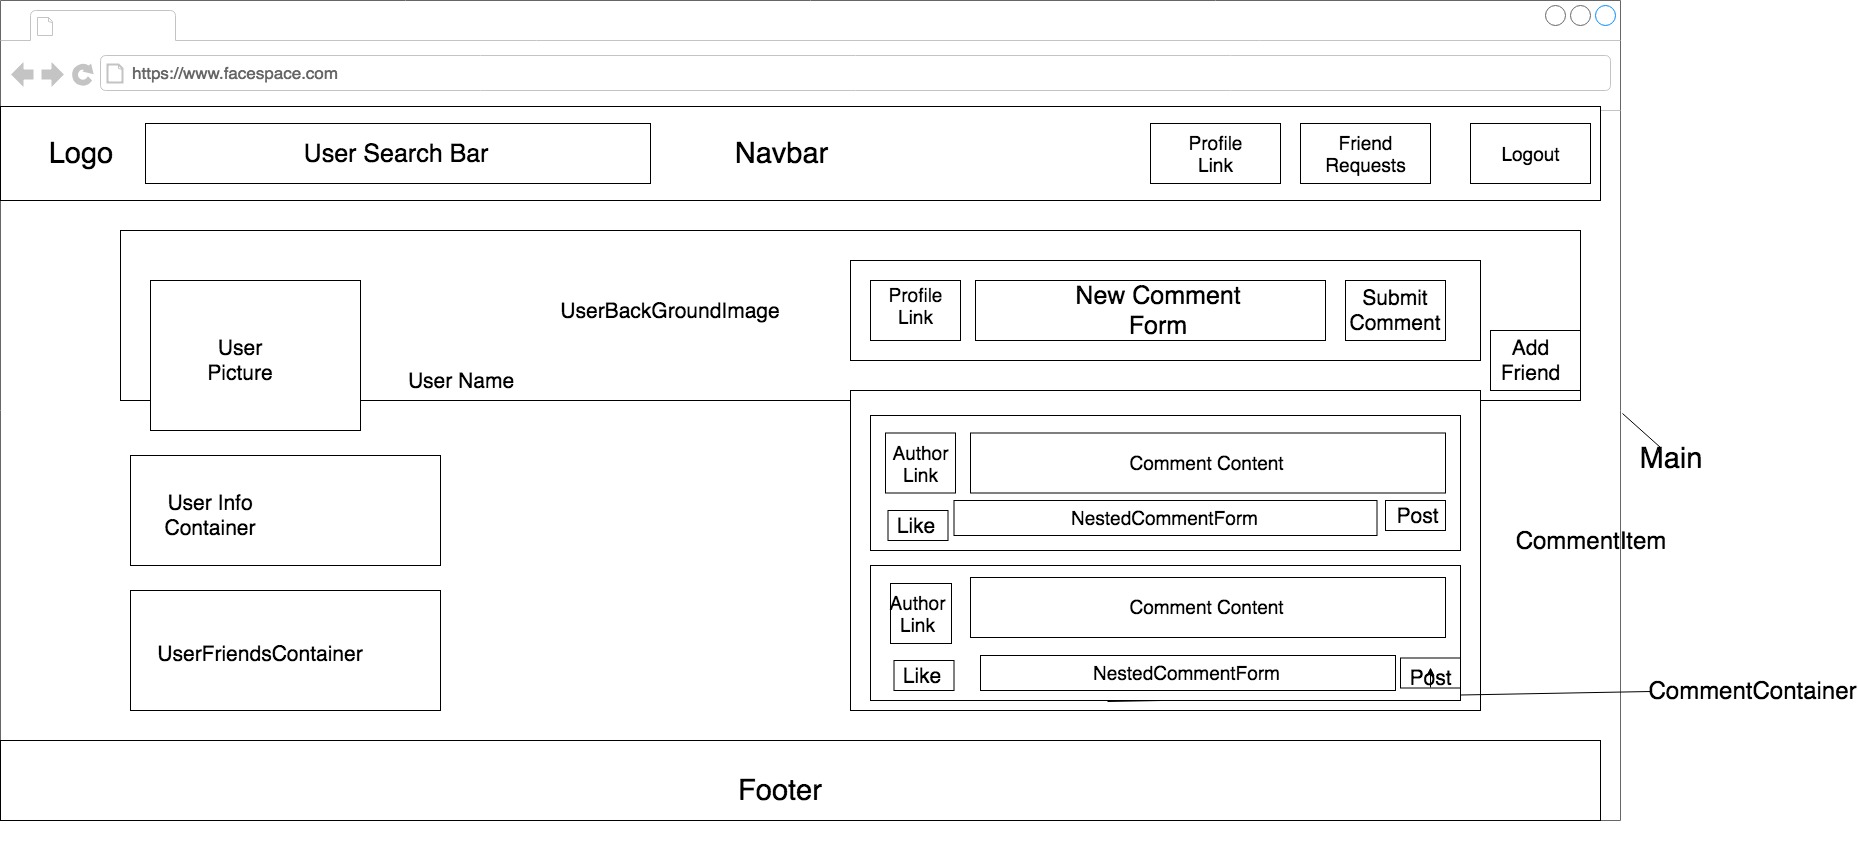 https://www.facespace.com
Logo
User Search Bar
Navbar
Profile
Link
Friend
Requests
Logout
UserBackGroundImage
User
Picture
User Name
Profile
Link
New Comment
Form
Submit
Comment
Add
Friend
Author
Link
Comment Content
Like
NestedCommentForm
Post
Main
CommentItem
User Info
Container
Author
Link
Comment Content
Like
NestedCommentForm
Post
UserFriendsContainer
CommentContainer
Footer